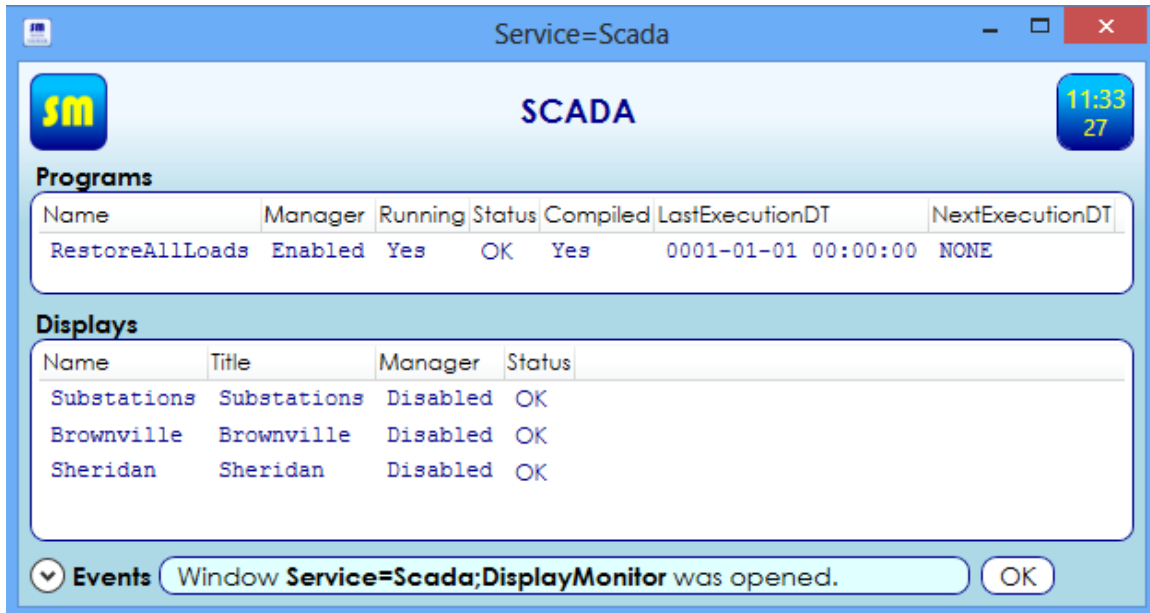 Service=Scada
sm
SCADA
11:33
27
Programs
Name Manager Running Status Compiled LastExecutionDT NextExecutionDT
RestoreAllLoads Enabled Yes OK Yes 0001-01-01 00:00:00 NONE
Displays
Name Title Manager Status
Substations Substations Disabled OK
Brownville Brownville Disabled OK
Sheridan Sheridan Disabled OK
Events Window Service=Scada;DisplayMonitor was opened. OK